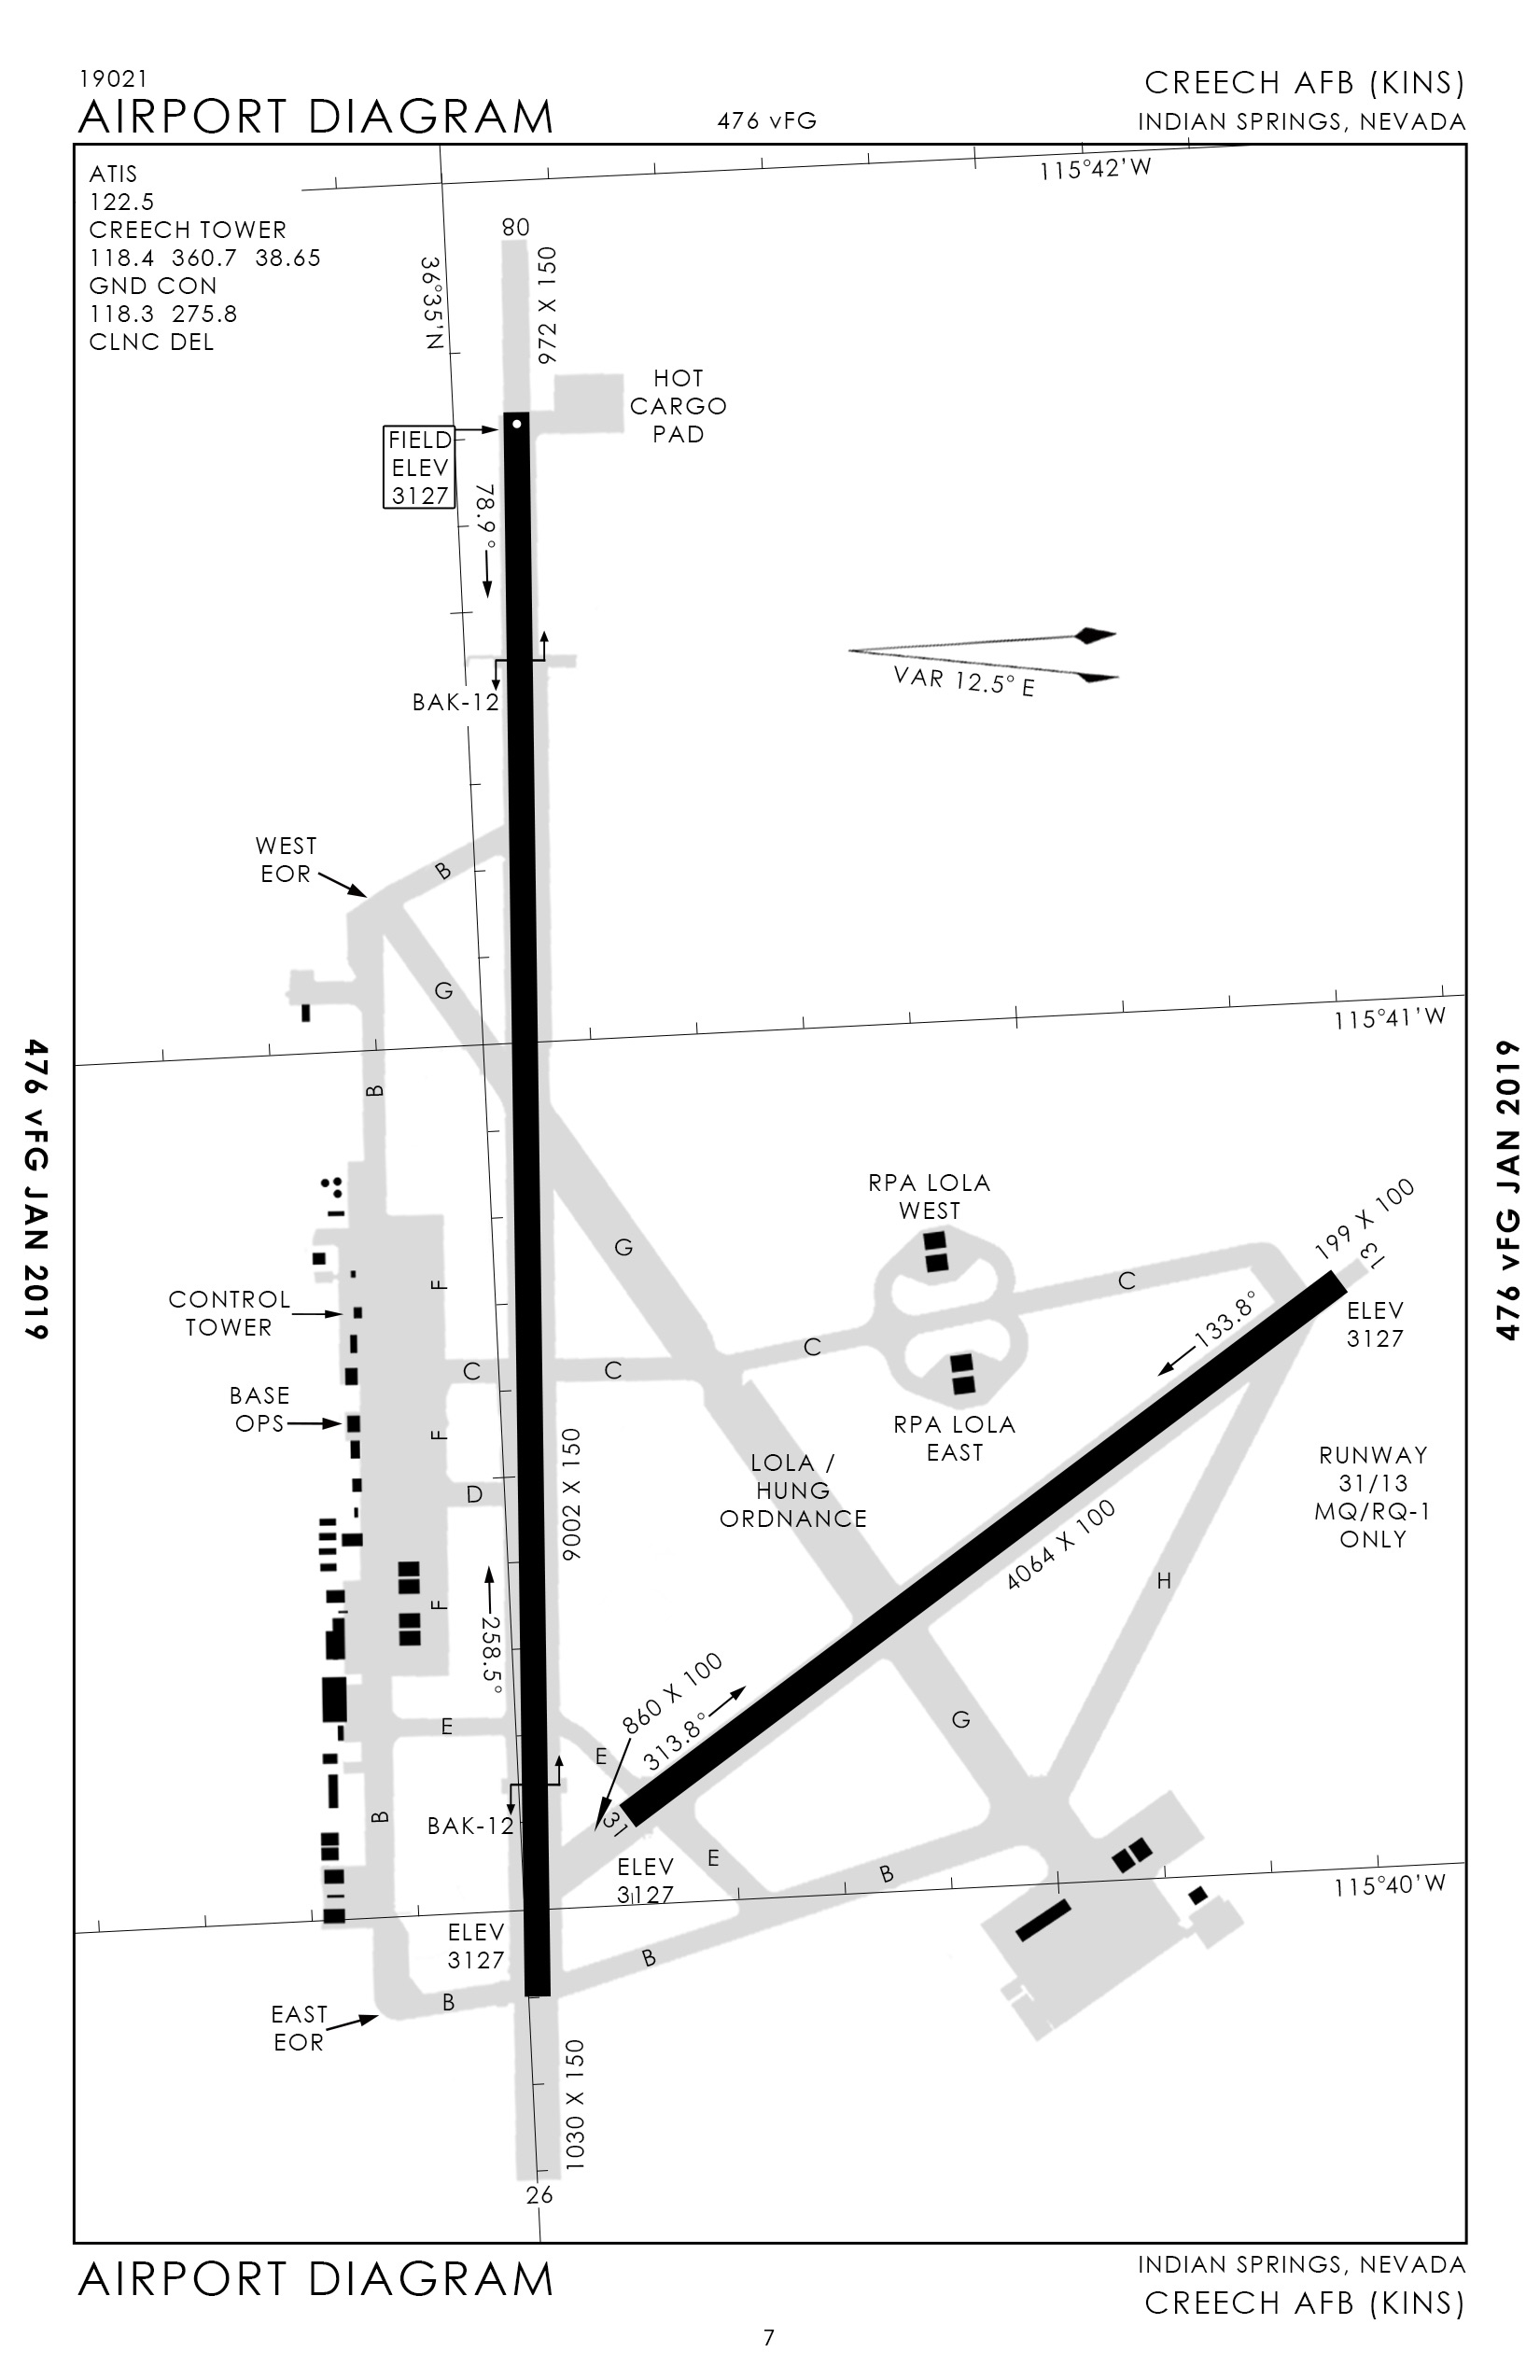 19021
AIRPORT DIAGRAM
476 vFG
CREECH AFB (KINS)
INDIAN SPRINGS, NEVADA
ATIS
122.5
CREECH TOWER
118.4 360.7 38.65
GND CON
118.3 275.8
CLNC DEL
115°42'W
36°35'N
80
972 X 150
HOT
CARGO
PAD
FIELD
ELEV
3127
78.9°
BAK-12
VAR 12.5° E
WEST
EOR
B
G
115°41'W
B
476 vFG JAN 2019
476 vFG JAN 2019
RPA LOLA
WEST
199 X 100
13
G
F
C
CONTROL
TOWER
133.8°
ELEV
3127
C
C
C
BASE
OPS
F
RPA LOLA
EAST
9002 X 150
LOLA /
HUNG
ORDNANCE
RUNWAY
31/13
MQ/RQ-1
ONLY
D
4064 X 100
H
F
258.5°
860 X 100
313.8°
G
E
E
B
BAK-12
31
E
B
ELEV
3127
115°40'W
ELEV
3127
B
B
EAST
EOR
1030 X 150
26
AIRPORT DIAGRAM
INDIAN SPRINGS, NEVADA
CREECH AFB (KINS)
7